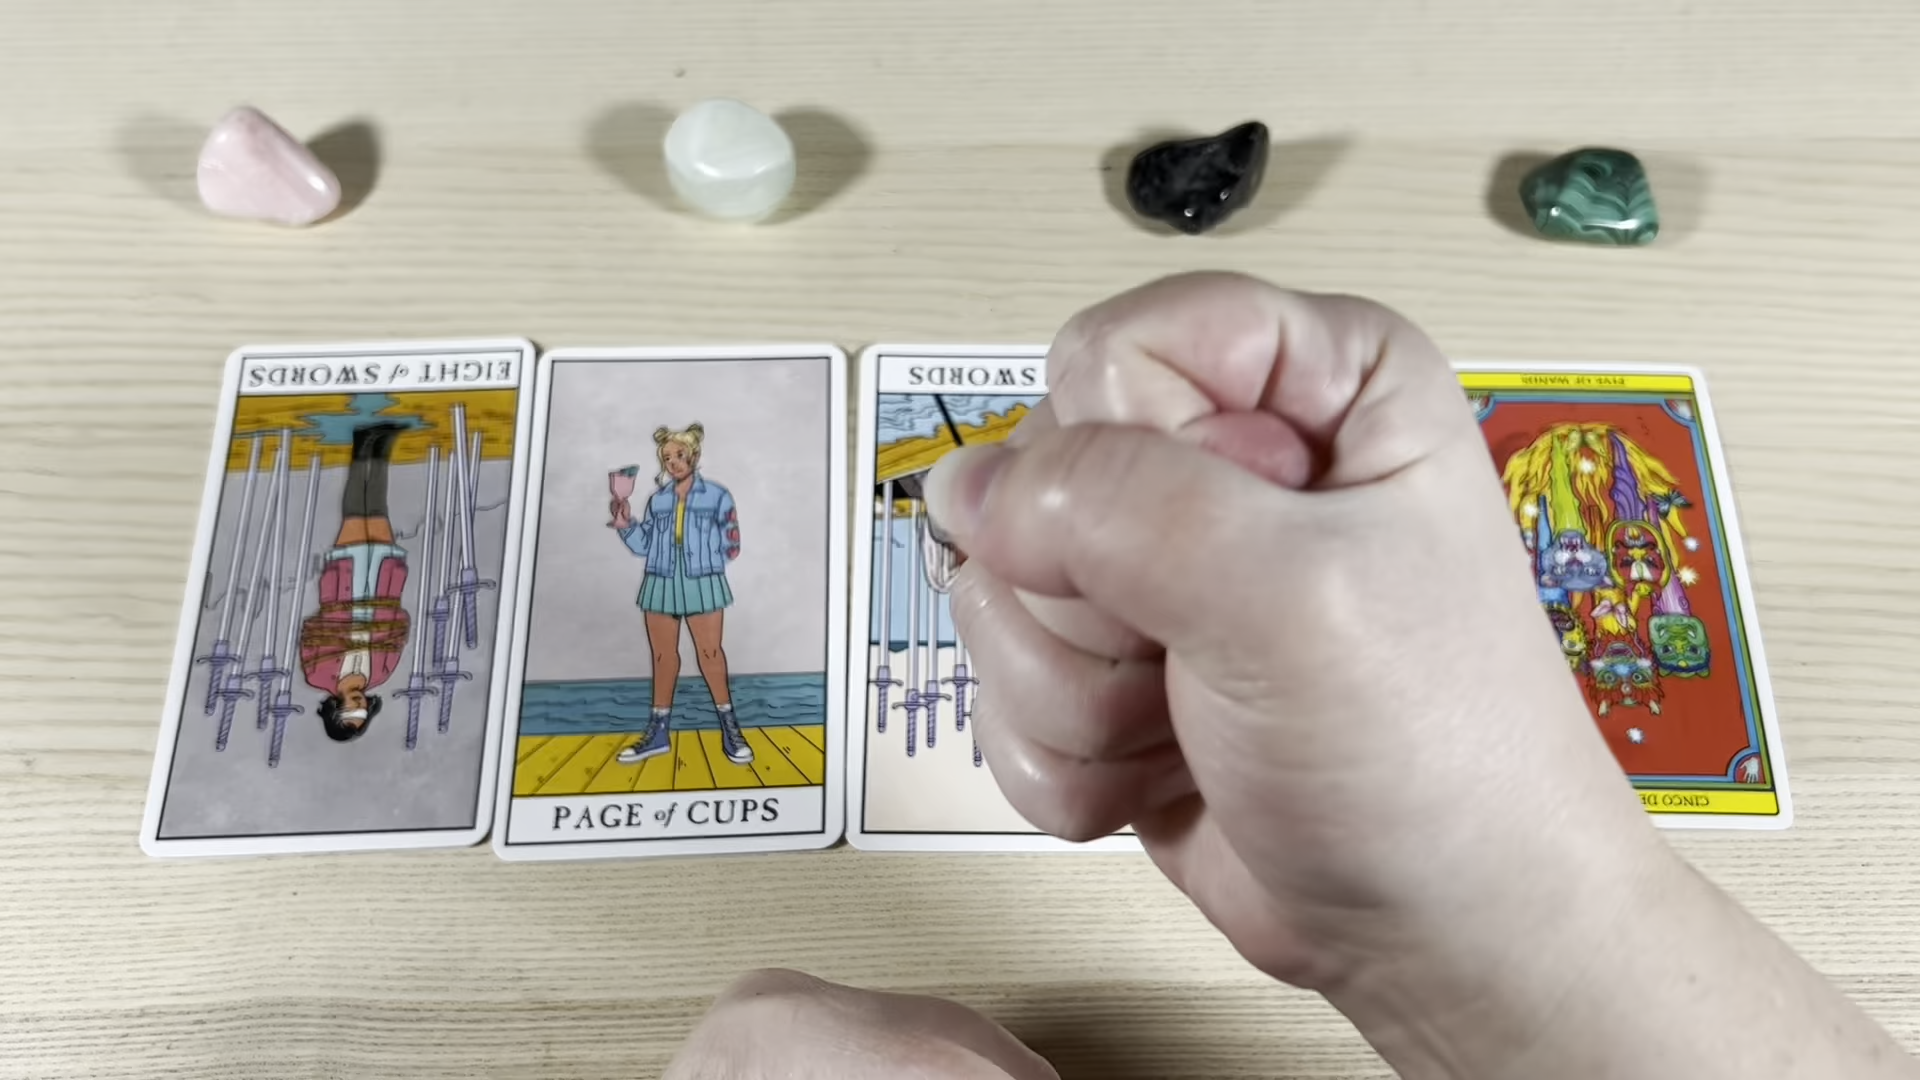 EIGHT of SWORDS
PAGE of CUPS
SWORDS
FIVE OF WANDS
CINCO DE